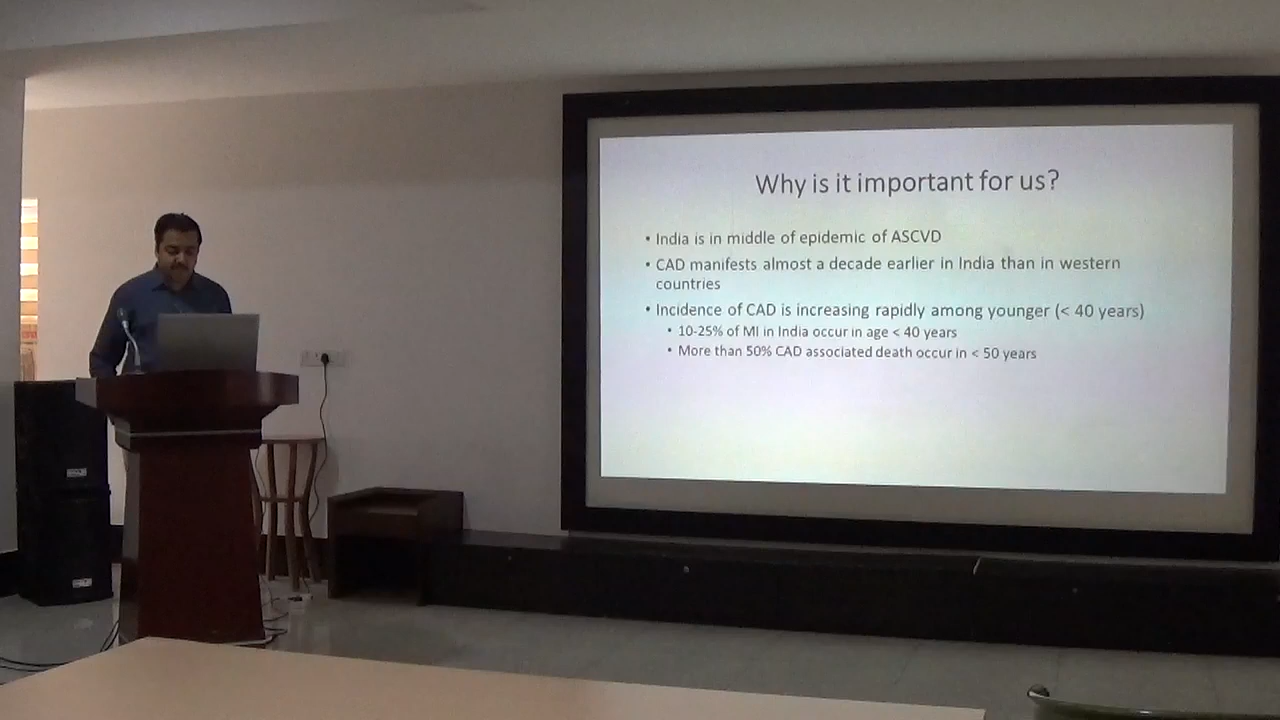 Why is it important for us?
• India is in middle of epidemic of ASCVD
• CAD manifests almost a decade earlier in India than in western
countries
• Incidence of CAD is increasing rapidly among younger (< 40 years)
• 10-25% of MI in India occur in age < 40 years
• More than 50% CAD associated death occur in < 50 years